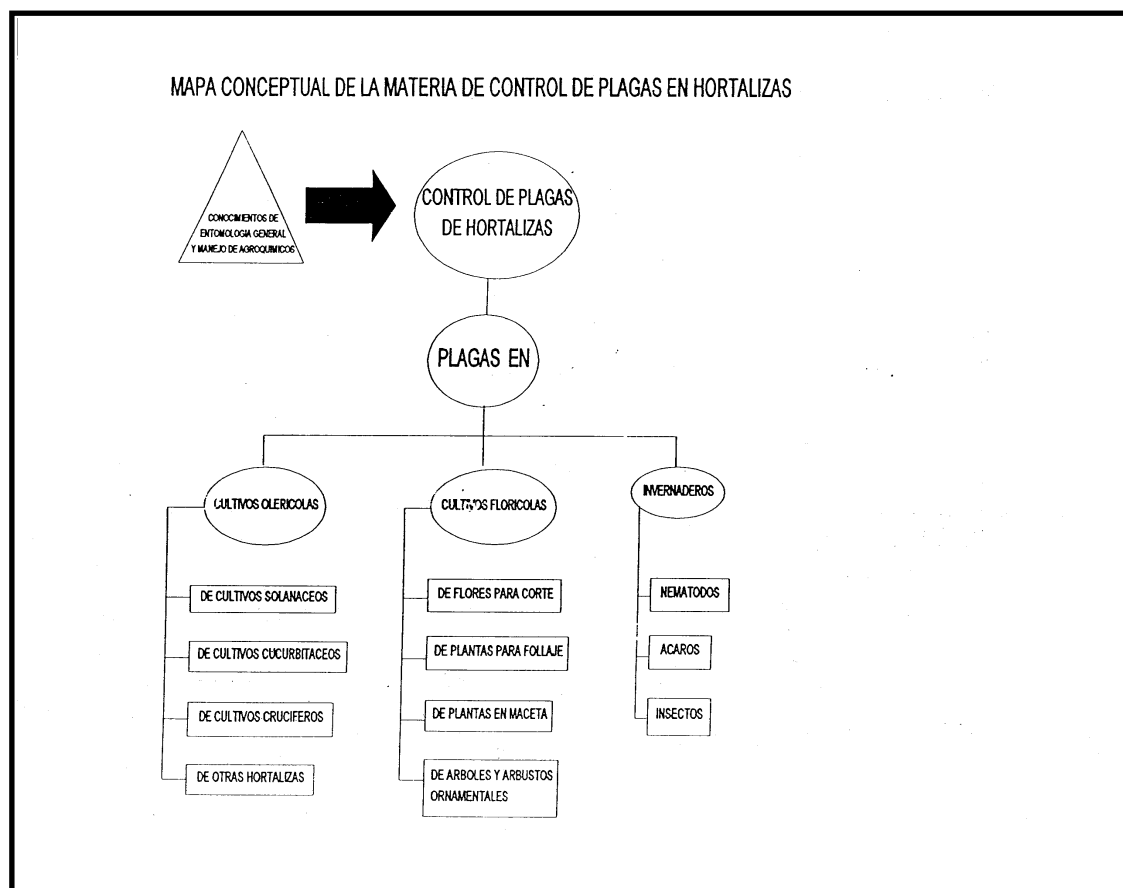 MAPA CONCEPTUAL DE LA MATERIA DE CONTROL DE PLAGAS EN HORTALIZAS
CONOCIMIENTOS DE
ENTOMOLOGIA GENERAL
Y MANEJO DE AGROQUIMICOS
CONTROL DE PLAGAS
DE HORTALIZAS
PLAGAS EN
CULTIVOS OLERICOLAS
DE CULTIVOS SOLANACEOS
DE CULTIVOS CUCURBITACEOS
DE CULTIVOS CRUCIFEROS
DE OTRAS HORTALIZAS
CULTIVOS FLORICOLAS
DE FLORES PARA CORTE
DE PLANTAS PARA FOLLAJE
DE PLANTAS EN MACETA
DE ARBOLES Y ARBUSTOS
ORNAMENTALES
INVERNADEROS
NEMATODOS
ACAROS
INSECTOS